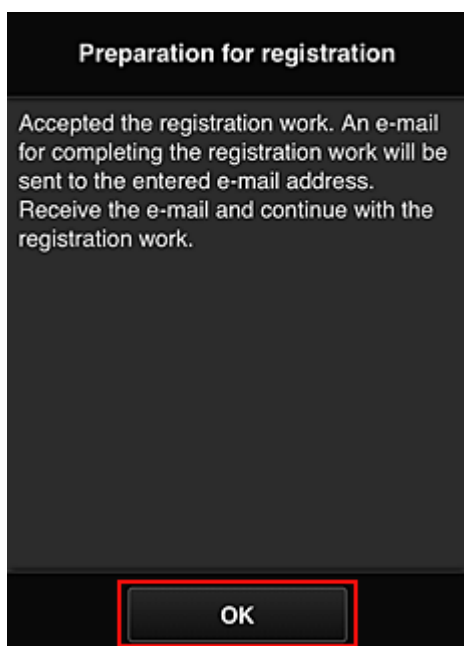 Preparation for registration
Accepted the registration work. An e-mail
for completing the registration work will be
sent to the entered e-mail address.
Receive the e-mail and continue with the
registration work.
OK